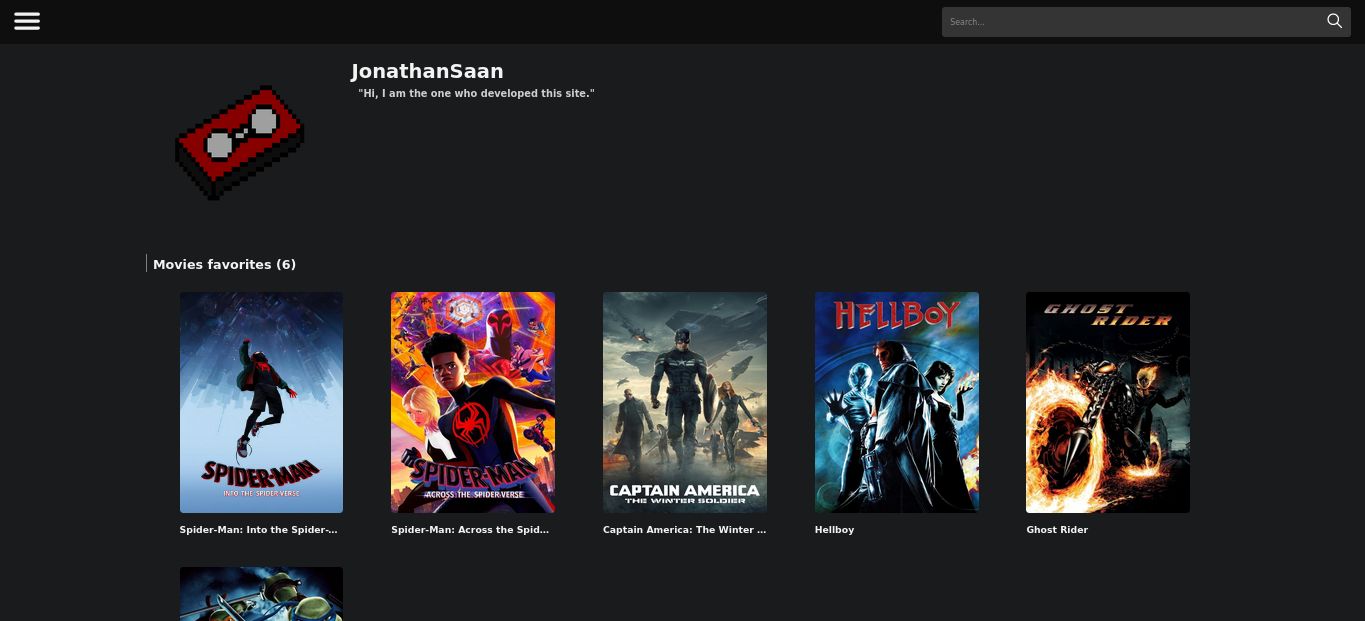 Search...
JonathanSaan
"Hi, I am the one who developed this site."
Movies favorites (6)
SPIDER-MAN
INTO THE SPIDER-VERSE
SPIDER-MAN
ACROSS THE SPIDER-VERSE
CAPTAIN AMERICA
THE WINTER SOLDIER
HELLBOY
GHOST
RIDER
Spider-Man: Into the Spider-...
Spider-Man: Across the Spid...
Captain America: The Winter ...
Hellboy
Ghost Rider